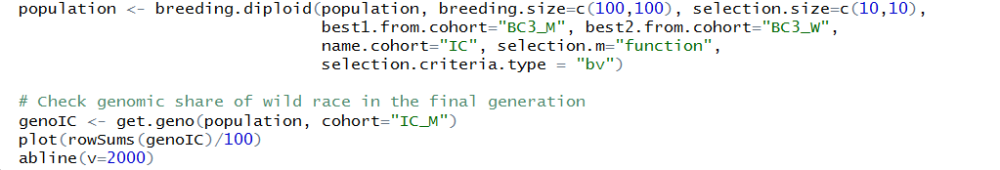 population <- breeding.diploid(population, breeding.size=c(100,100), selection.size=c(10,10),
best1.from.cohort="BC3_M", best2.from.cohort="BC3_W",
name.cohort="IC", selection.m="function",
selection.criteria.type = "bv")
# Check genomic share of wild race in the final generation
genoIC <- get.geno(population, cohort="IC_M")
plot(rowSums(genoIC)/100)
abline(v=2000)